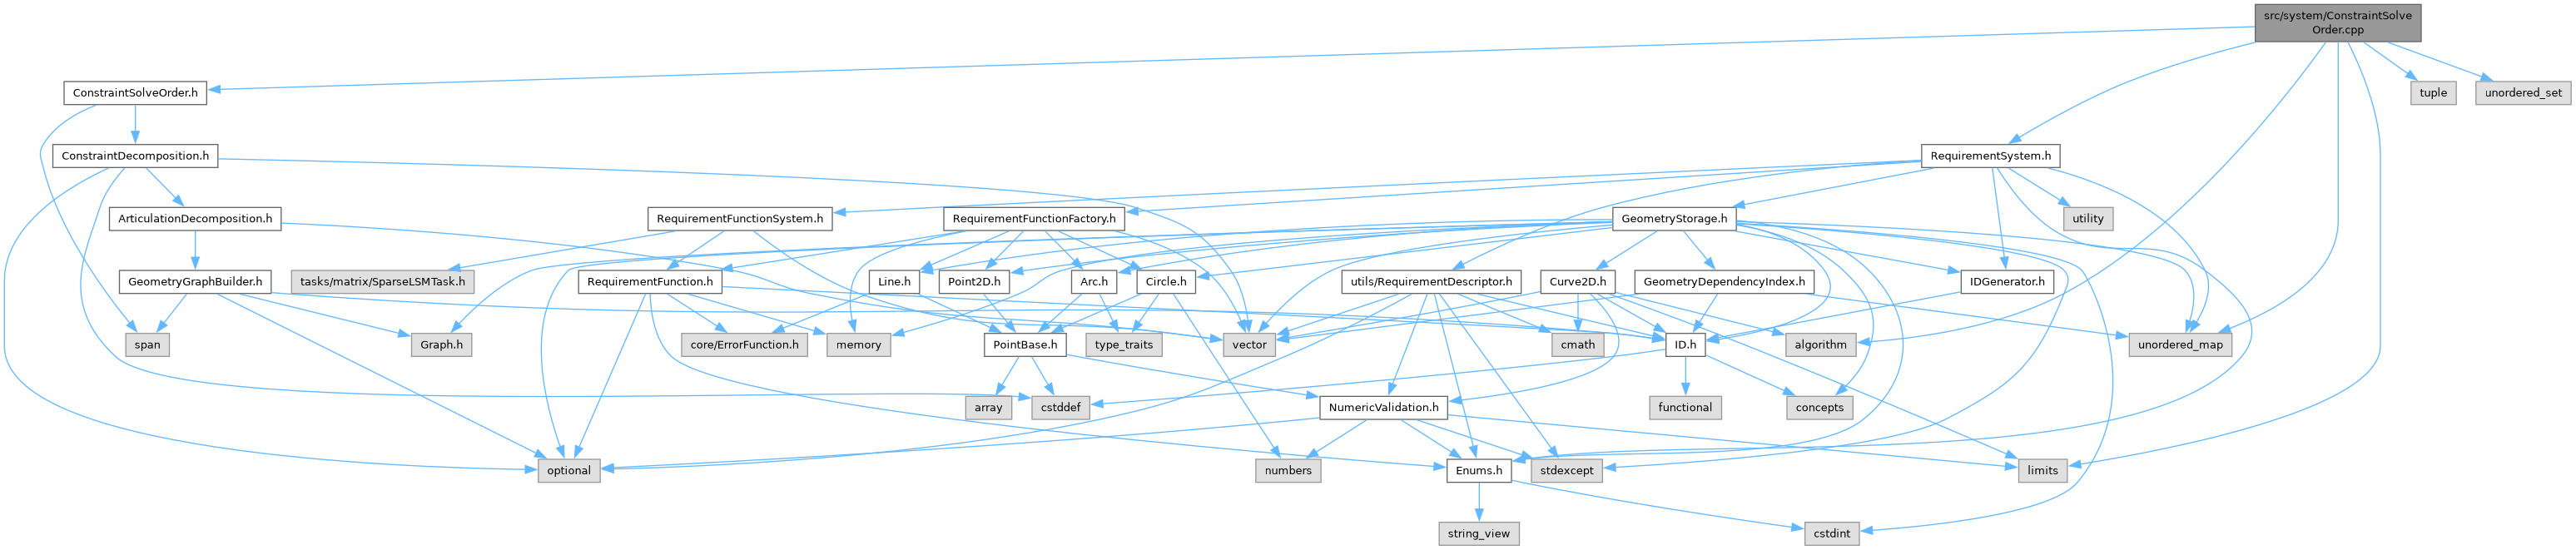 src/system/ConstraintSolve
Order.cpp
ConstraintSolveOrder.h
tuple
unordered_set
ConstraintDecomposition.h
RequirementSystem.h
ArticulationDecomposition.h
RequirementFunctionSystem.h
RequirementFunctionFactory.h
GeometryStorage.h
utility
GeometryGraphBuilder.h
tasks/matrix/SparseLSMTask.h
RequirementFunction.h
Line.h
Point2D.h
Arc.h
Circle.h
utils/RequirementDescriptor.h
Curve2D.h
GeometryDependencyIndex.h
IDGenerator.h
span
Graph.h
core/ErrorFunction.h
memory
PointBase.h
type_traits
vector
cmath
ID.h
algorithm
unordered_map
array
cstddef
NumericValidation.h
functional
concepts
optional
numbers
Enums.h
stdexcept
limits
string_view
cstdint